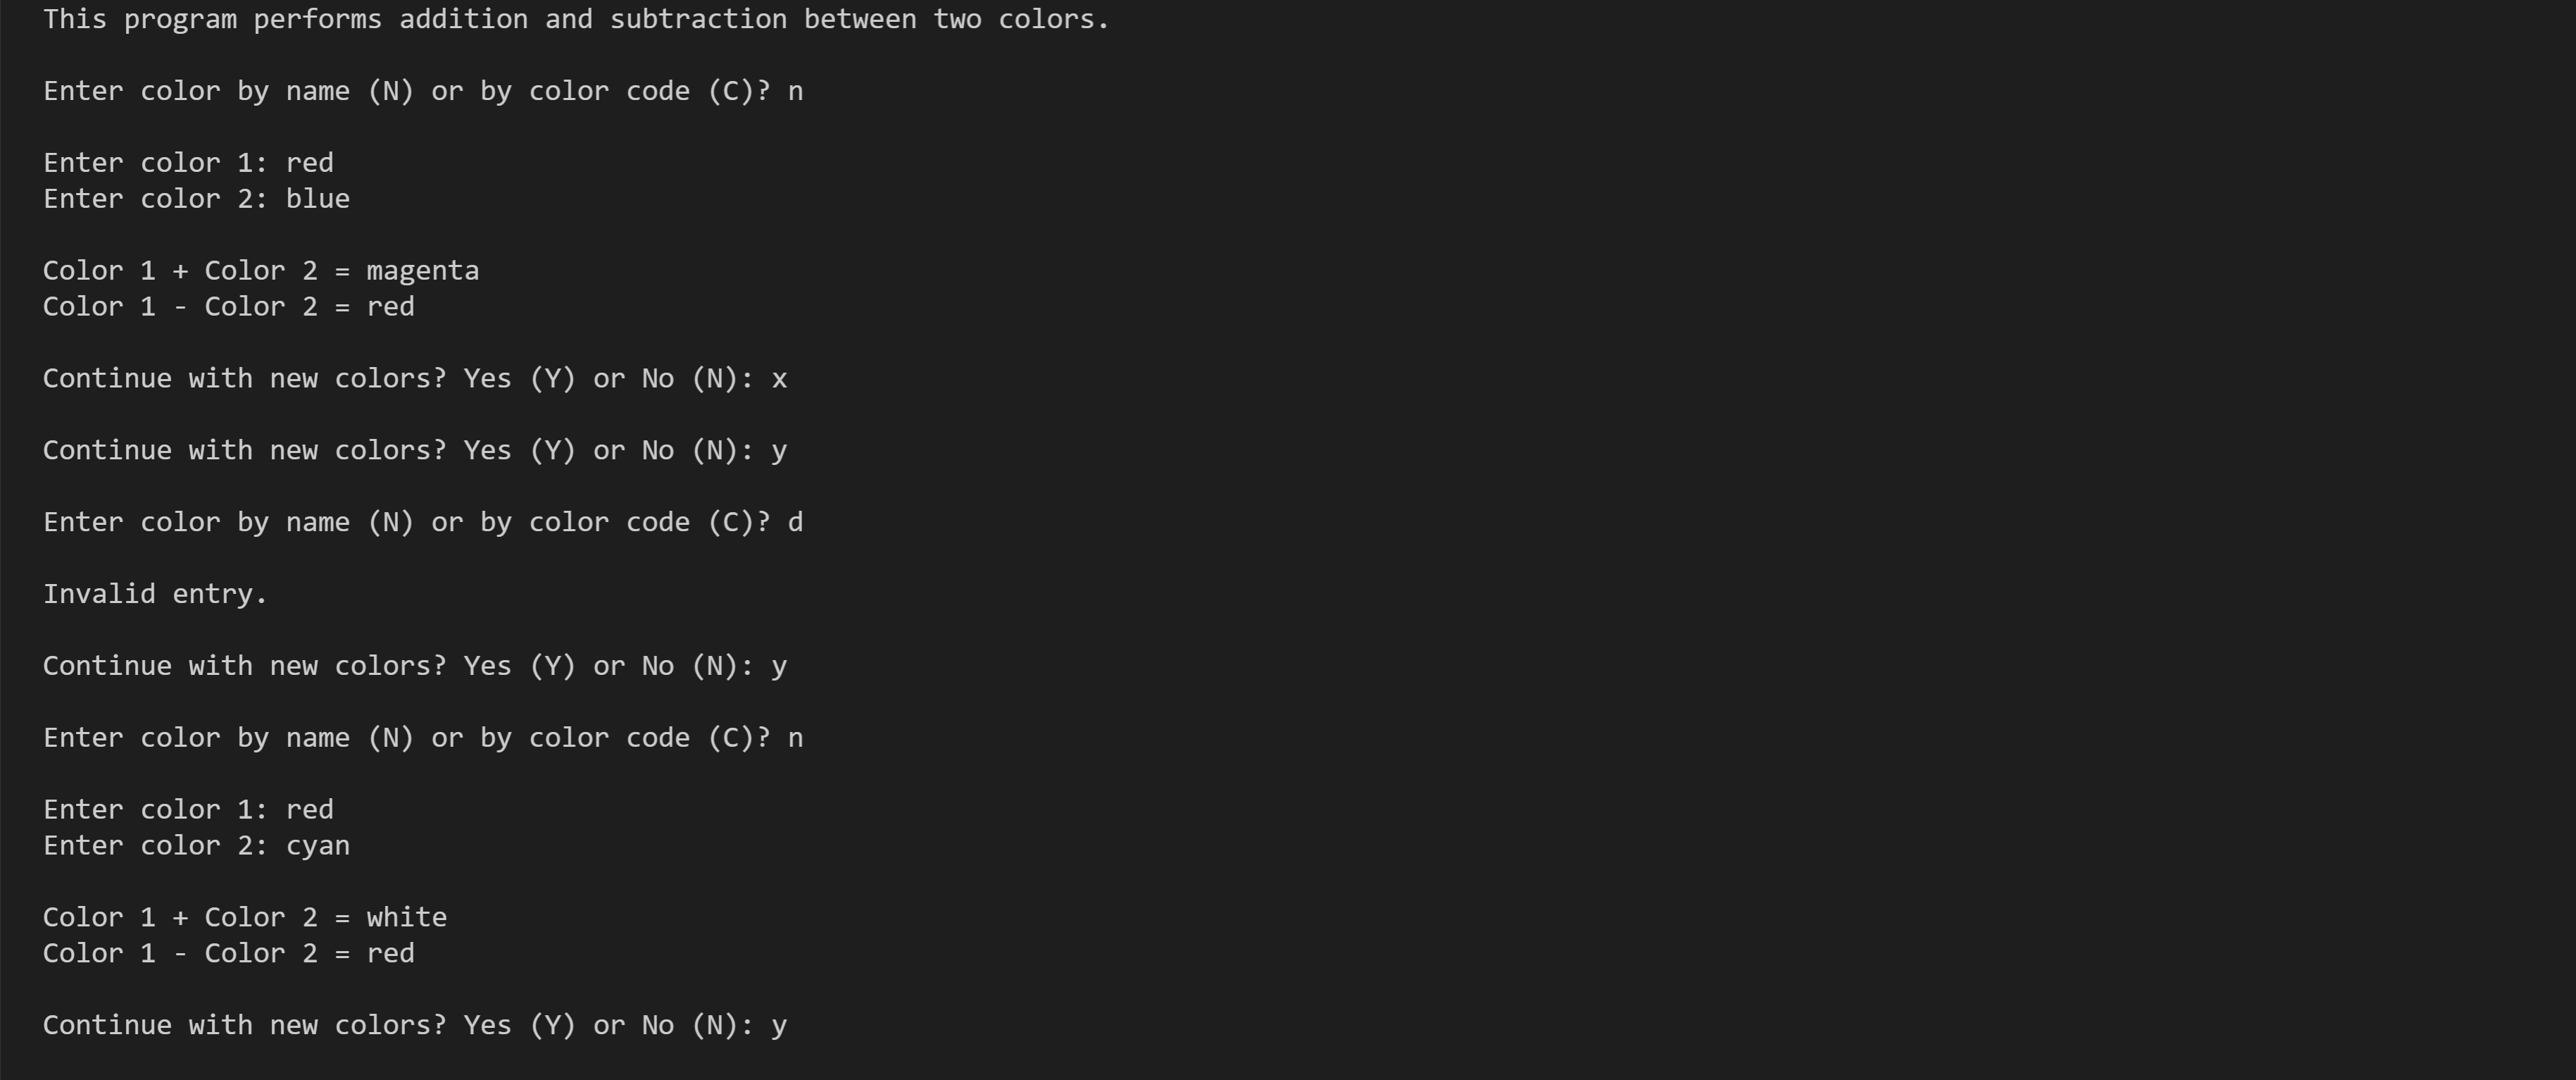 This program performs addition and subtraction between two colors.
Enter color by name (N) or by color code (C)? n
Enter color 1: red
Enter color 2: blue
Color 1 + Color 2 = magenta
Color 1 - Color 2 = red
Continue with new colors? Yes (Y) or No (N): x
Continue with new colors? Yes (Y) or No (N): y
Enter color by name (N) or by color code (C)? d
Invalid entry.
Continue with new colors? Yes (Y) or No (N): y
Enter color by name (N) or by color code (C)? n
Enter color 1: red
Enter color 2: cyan
Color 1 + Color 2 = white
Color 1 - Color 2 = red
Continue with new colors? Yes (Y) or No (N): y